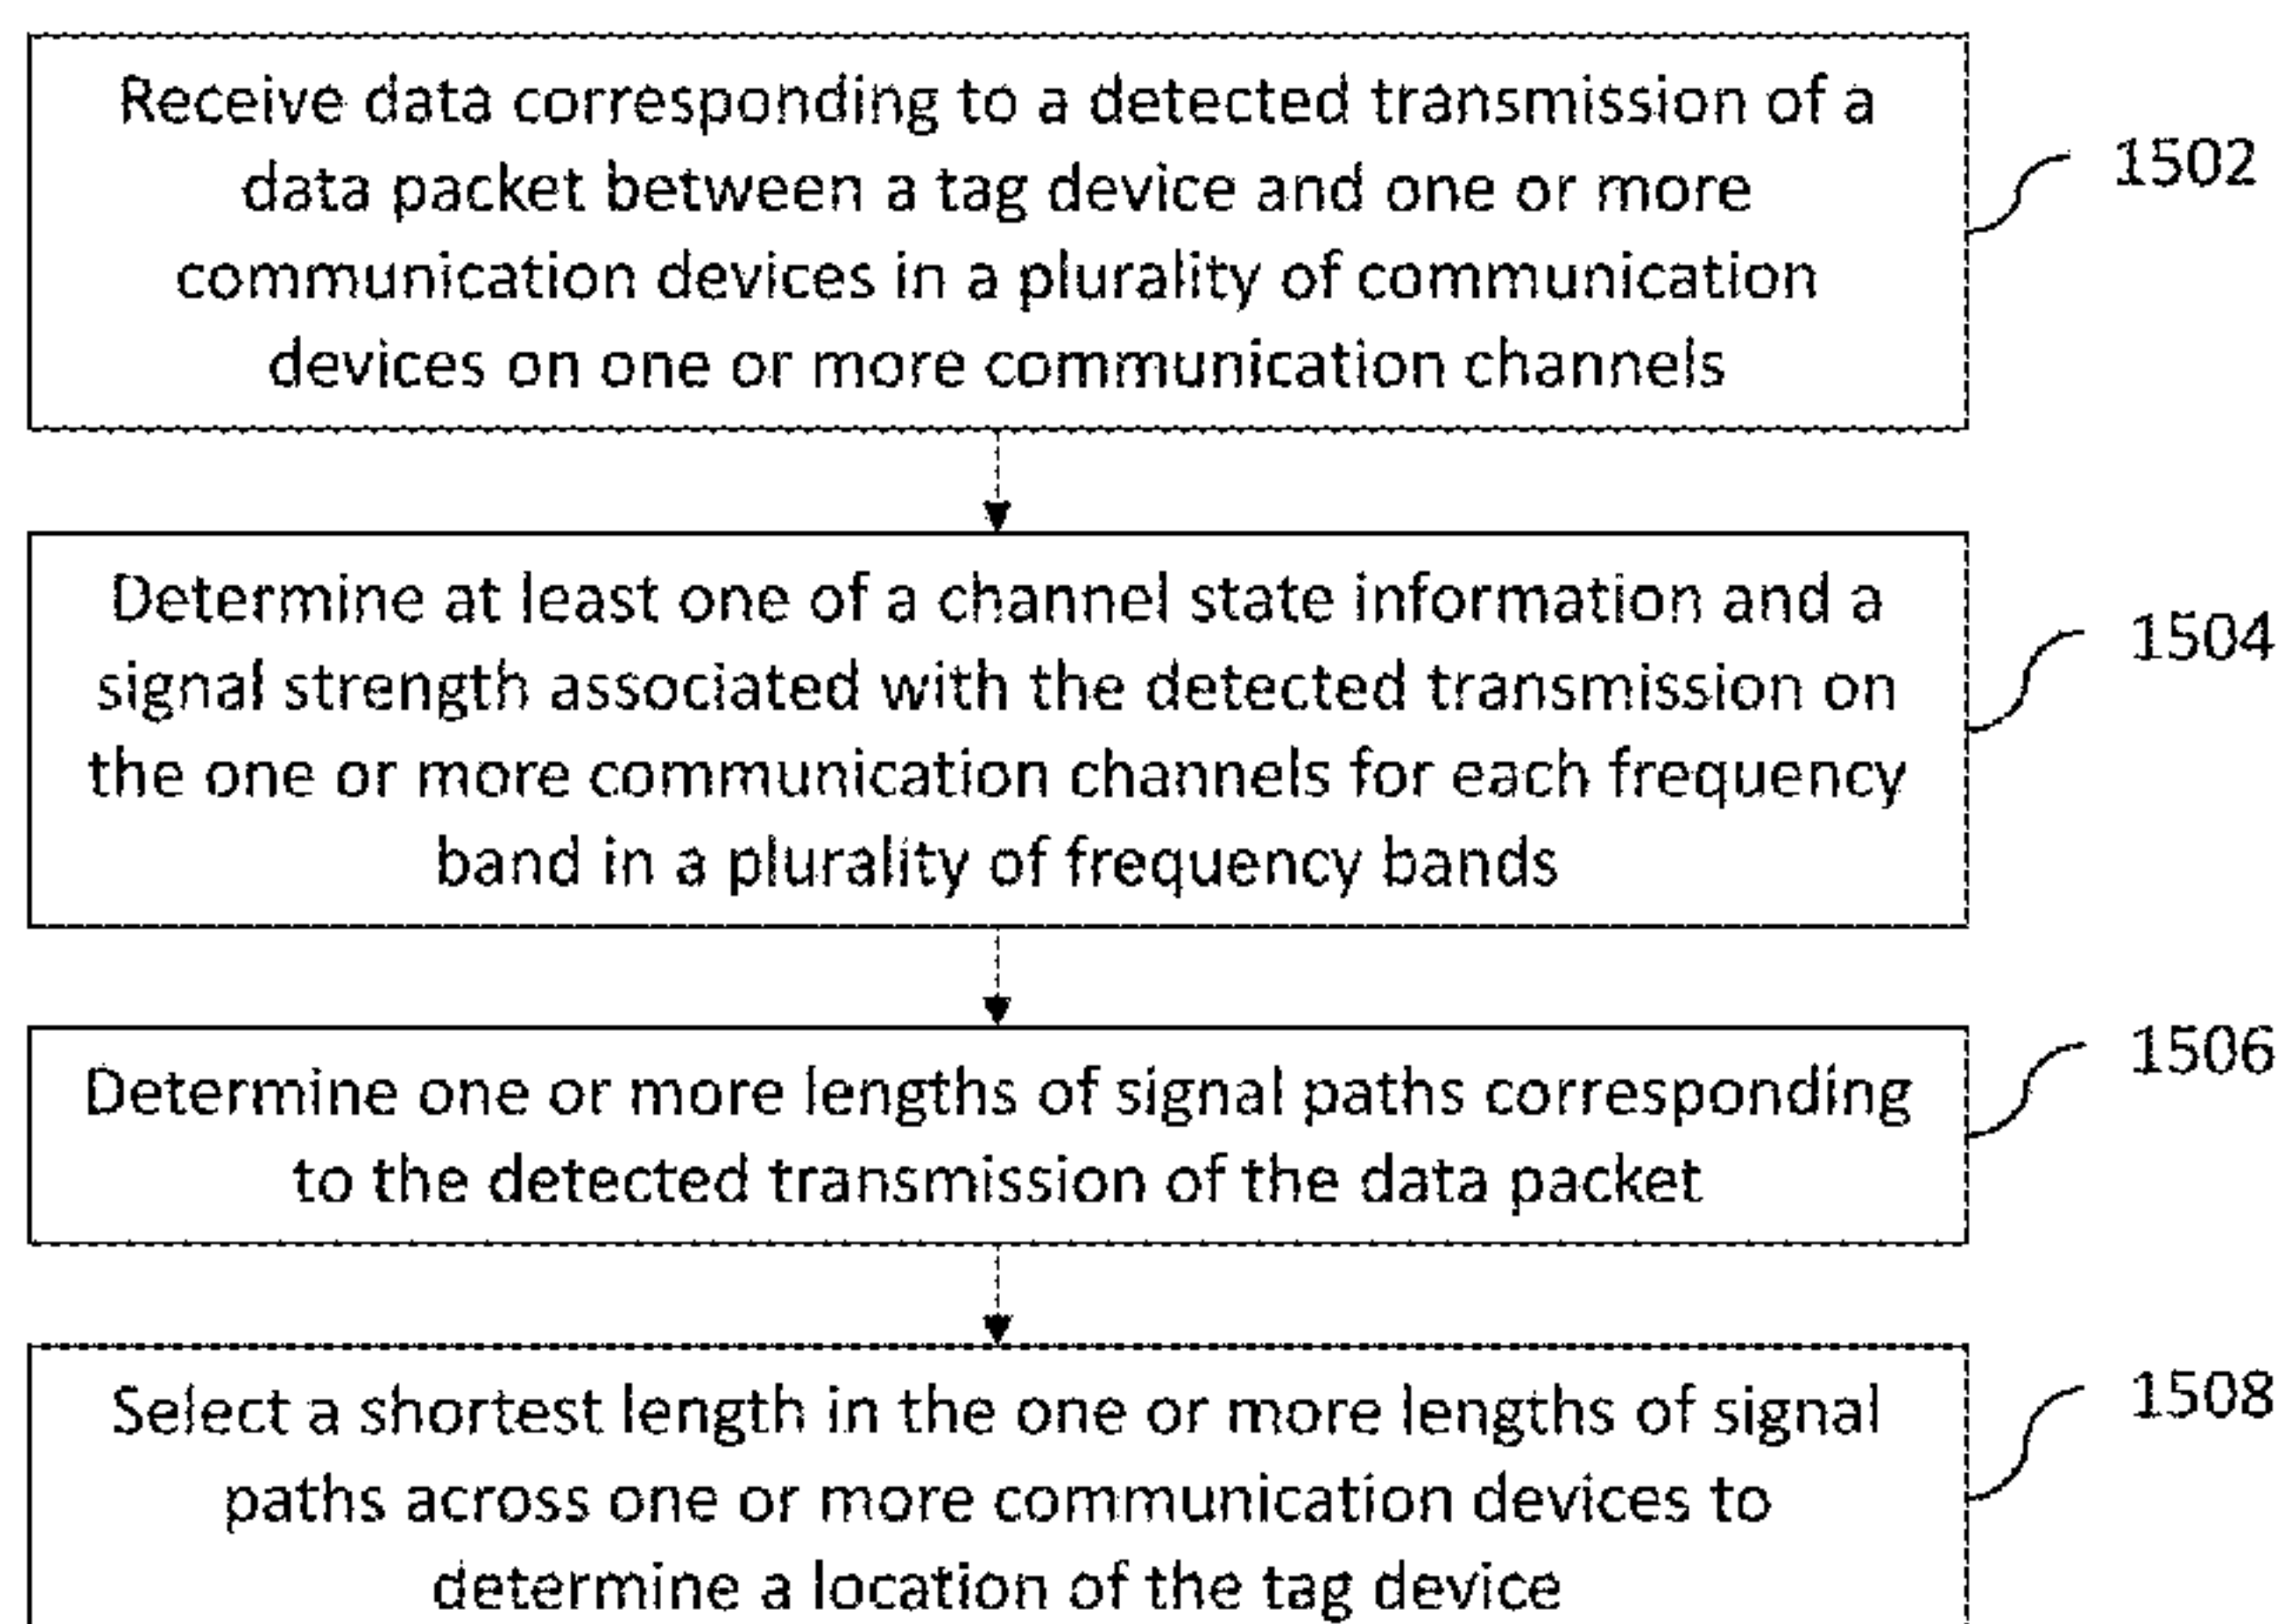 Receive data corresponding to a detected transmission of a
data packet between a tag device and one or more
communication devices in a plurality of communication
devices on one or more communication channels
1502
Determine at least one of a channel state information and a
signal strength associated with the detected transmission on
the one or more communication channels for each frequency
band in a plurality of frequency bands
1504
Determine one or more lengths of signal paths corresponding
to the detected transmission of the data packet
1506
Select a shortest length in the one or more lengths of signal
paths across one or more communication devices to
determine a location of the tag device
1508